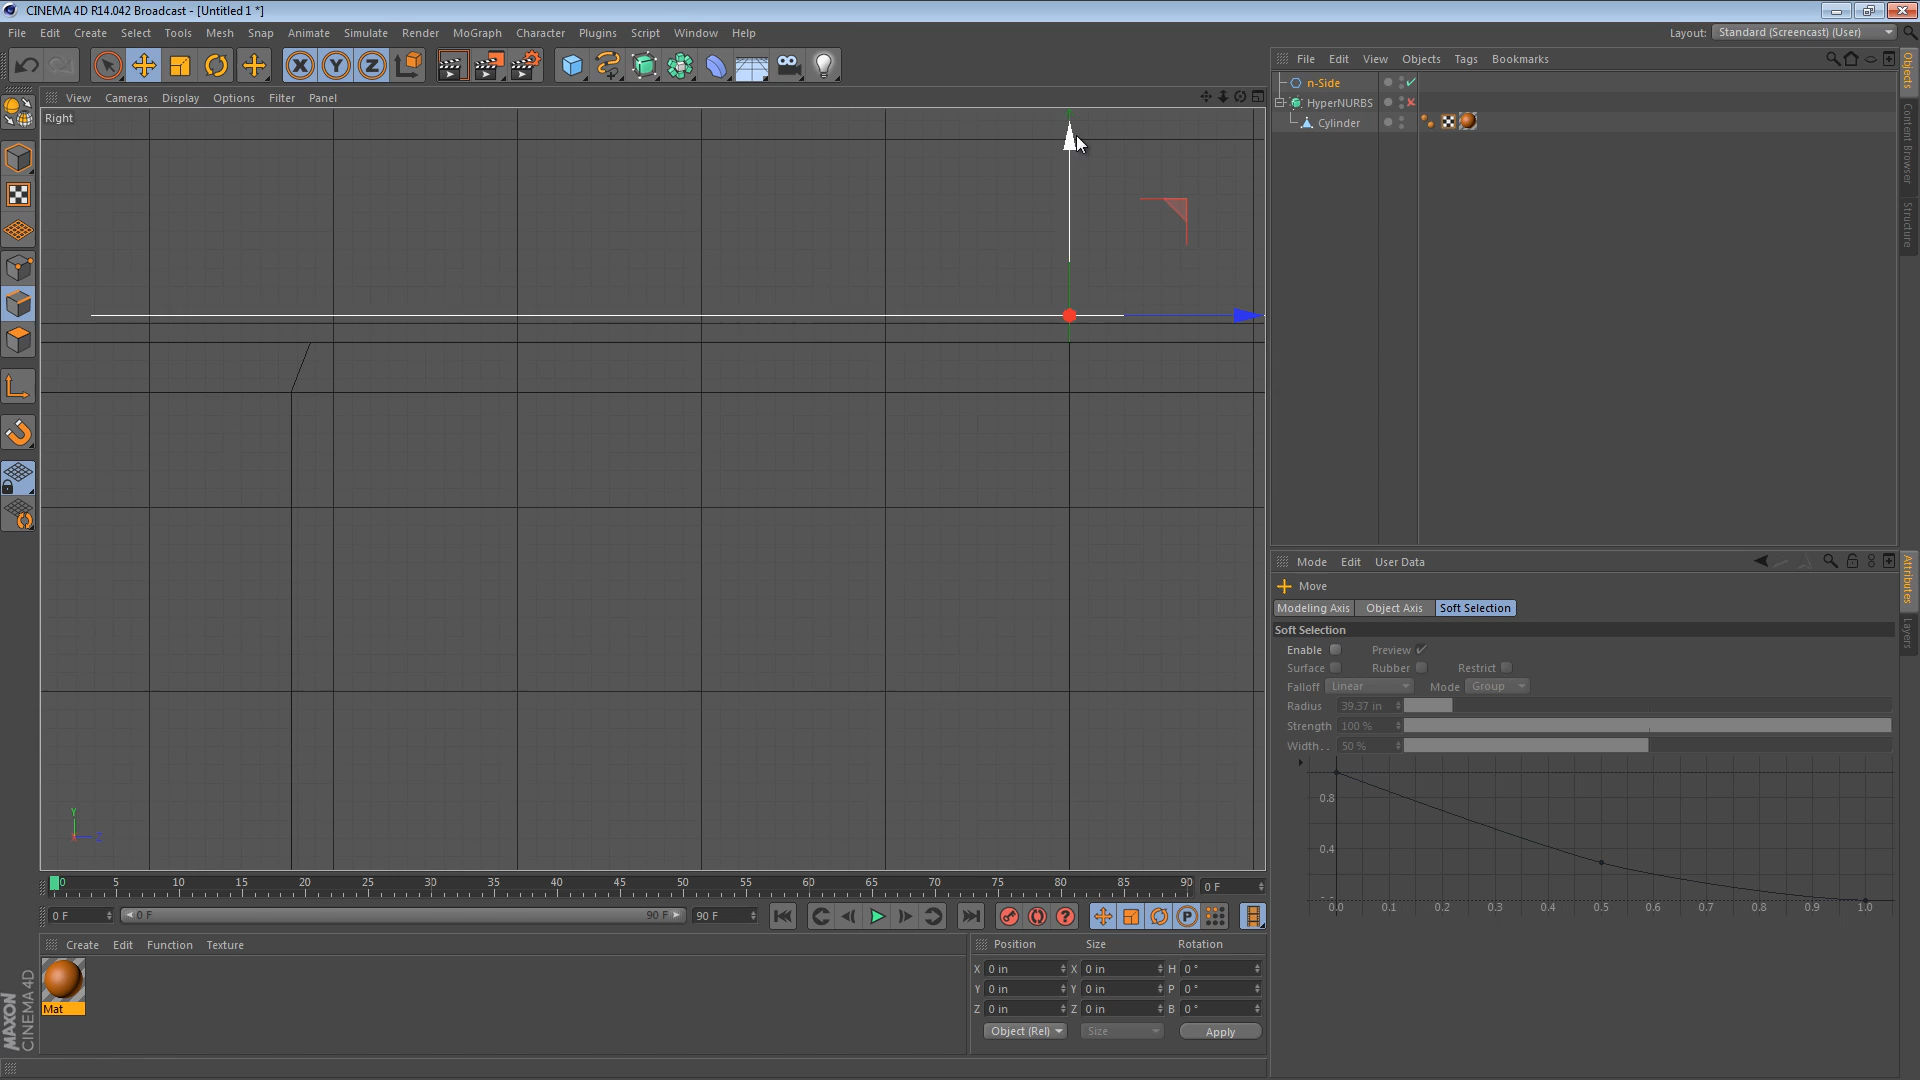 CINEMA 4D R14.042 Broadcast - [Untitled 1 *]
File Edit Create Select Tools Mesh Snap Animate Simulate Render MoGraph Character Plugins Script Window Help
Layout: Standard (Screencast) (User)
X Y Z
File Edit View Objects Tags Bookmarks
n-Side
HyperNURBS
Cylinder
Objects
Content Browser
Structure
View Cameras Display Options Filter Panel
Right
Y
Z
Mode Edit User Data
Move
Modeling Axis Object Axis Soft Selection
Soft Selection
Enable Preview
Surface Rubber Restrict
Falloff Linear Mode Group
Radius 39.37 in
Strength 100 %
Width.. 50 %
0.8
0.4
0.0 0.1 0.2 0.3 0.4 0.5 0.6 0.7 0.8 0.9 1.0
Attributes
Layers
0 5 10 15 20 25 30 35 40 45 50 55 60 65 70 75 80 85 90 0 F
0 F 0 F 90 F 90 F
P
Create Edit Function Texture
Mat
MAXON
CINEMA 4D
Position Size Rotation
X 0 in X 0 in H 0 °
Y 0 in Y 0 in P 0 °
Z 0 in Z 0 in B 0 °
Object (Rel) Size Apply